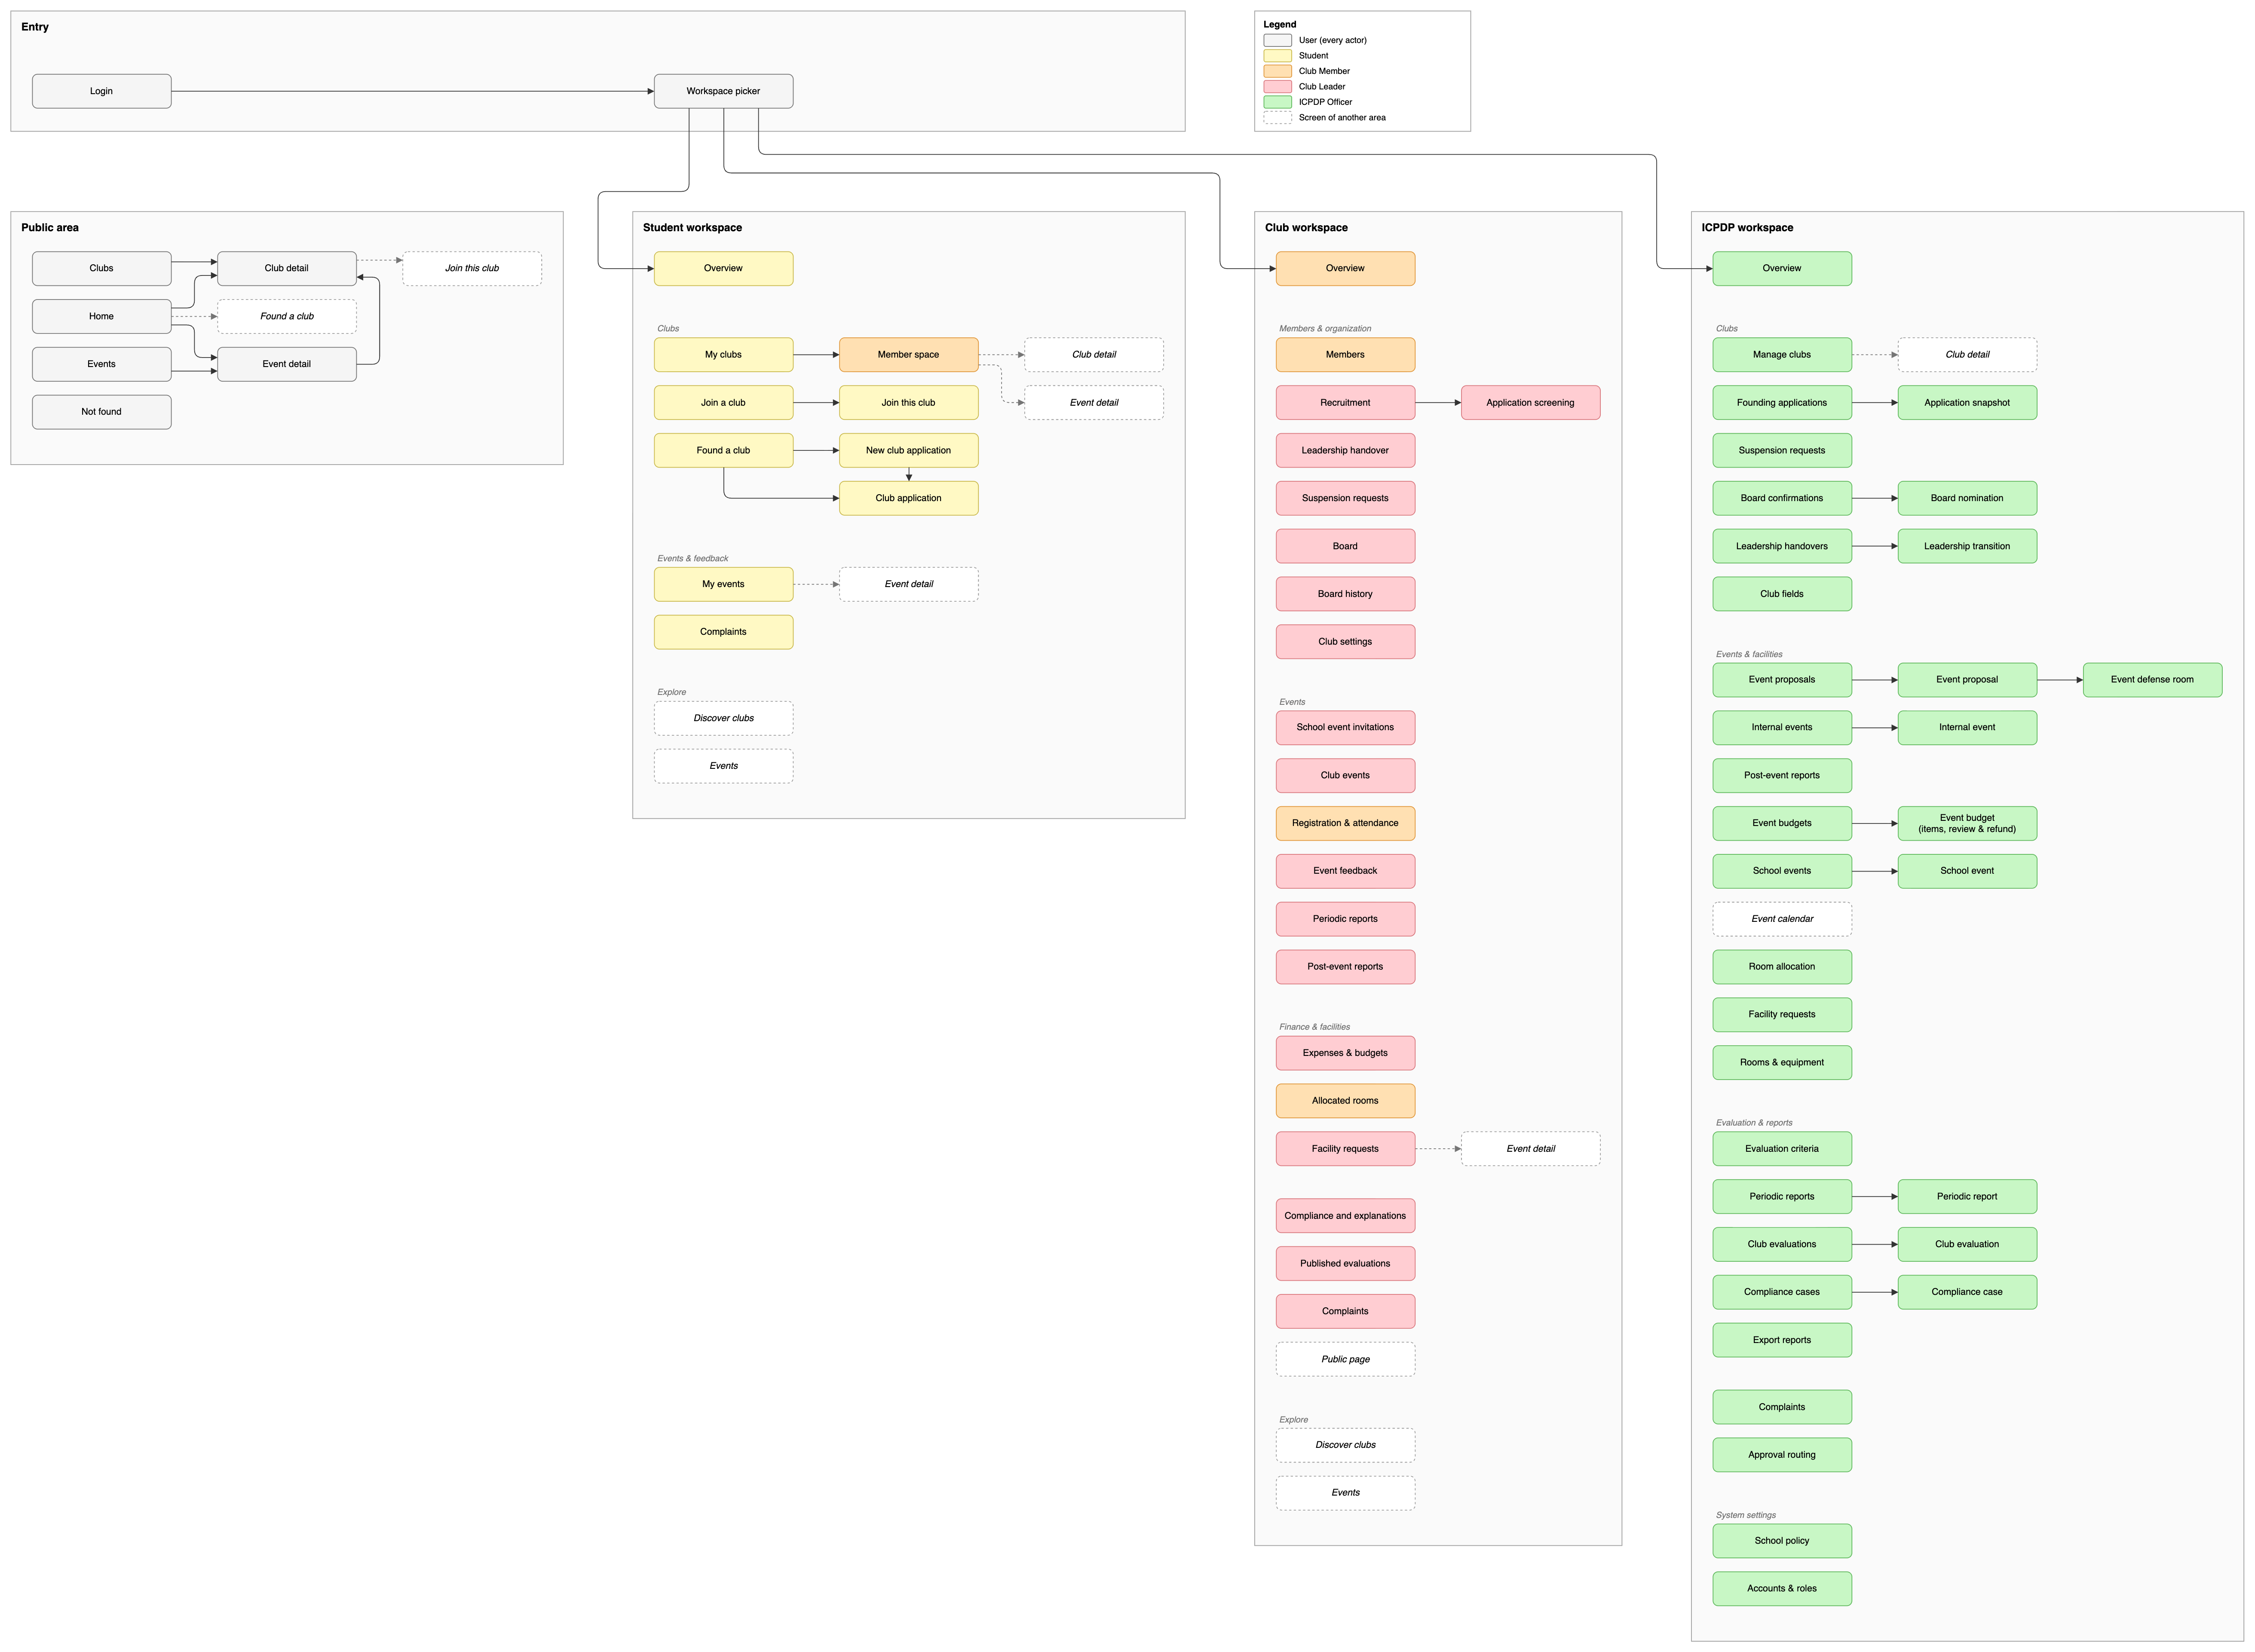 Entry
Login
Workspace picker
Legend
User (every actor)
Student
Club Member
Club Leader
ICPDP Officer
Screen of another area
Public area
Clubs
Club detail
Join this club
Home
Found a club
Events
Event detail
Not found
Student workspace
Overview
Clubs
My clubs
Member space
Club detail
Join a club
Join this club
Event detail
Found a club
New club application
Club application
Events & feedback
My events
Event detail
Complaints
Explore
Discover clubs
Events
Club workspace
Overview
Members & organization
Members
Recruitment
Application screening
Leadership handover
Suspension requests
Board
Board history
Club settings
Events
School event invitations
Club events
Registration & attendance
Event feedback
Periodic reports
Post-event reports
Finance & facilities
Expenses & budgets
Allocated rooms
Facility requests
Event detail
Compliance and explanations
Published evaluations
Complaints
Public page
Explore
Discover clubs
Events
ICPDP workspace
Overview
Clubs
Manage clubs
Club detail
Founding applications
Application snapshot
Suspension requests
Board confirmations
Board nomination
Leadership handovers
Leadership transition
Club fields
Events & facilities
Event proposals
Event proposal
Event defense room
Internal events
Internal event
Post-event reports
Event budgets
Event budget
(items, review & refund)
School events
School event
Event calendar
Room allocation
Facility requests
Rooms & equipment
Evaluation & reports
Evaluation criteria
Periodic reports
Periodic report
Club evaluations
Club evaluation
Compliance cases
Compliance case
Export reports
Complaints
Approval routing
System settings
School policy
Accounts & roles